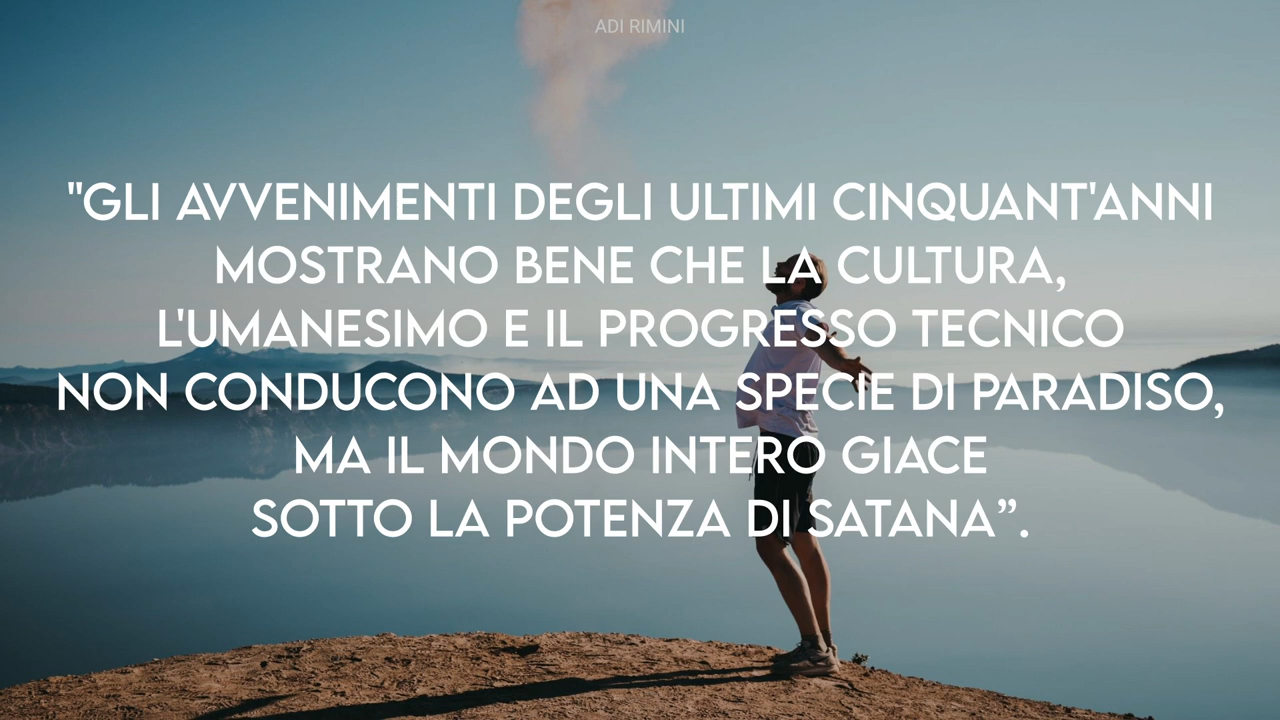 ADI RIMINI
"GLI AVVENIMENTI DEGLI ULTIMI CINQUANT'ANNI
MOSTRANO BENE CHE LA CULTURA,
L'UMANESIMO E IL PROGRESSO TECNICO
NON CONDUCONO AD UNA SPECIE DI PARADISO,
MA IL MONDO INTERO GIACE
SOTTO LA POTENZA DI SATANA”.